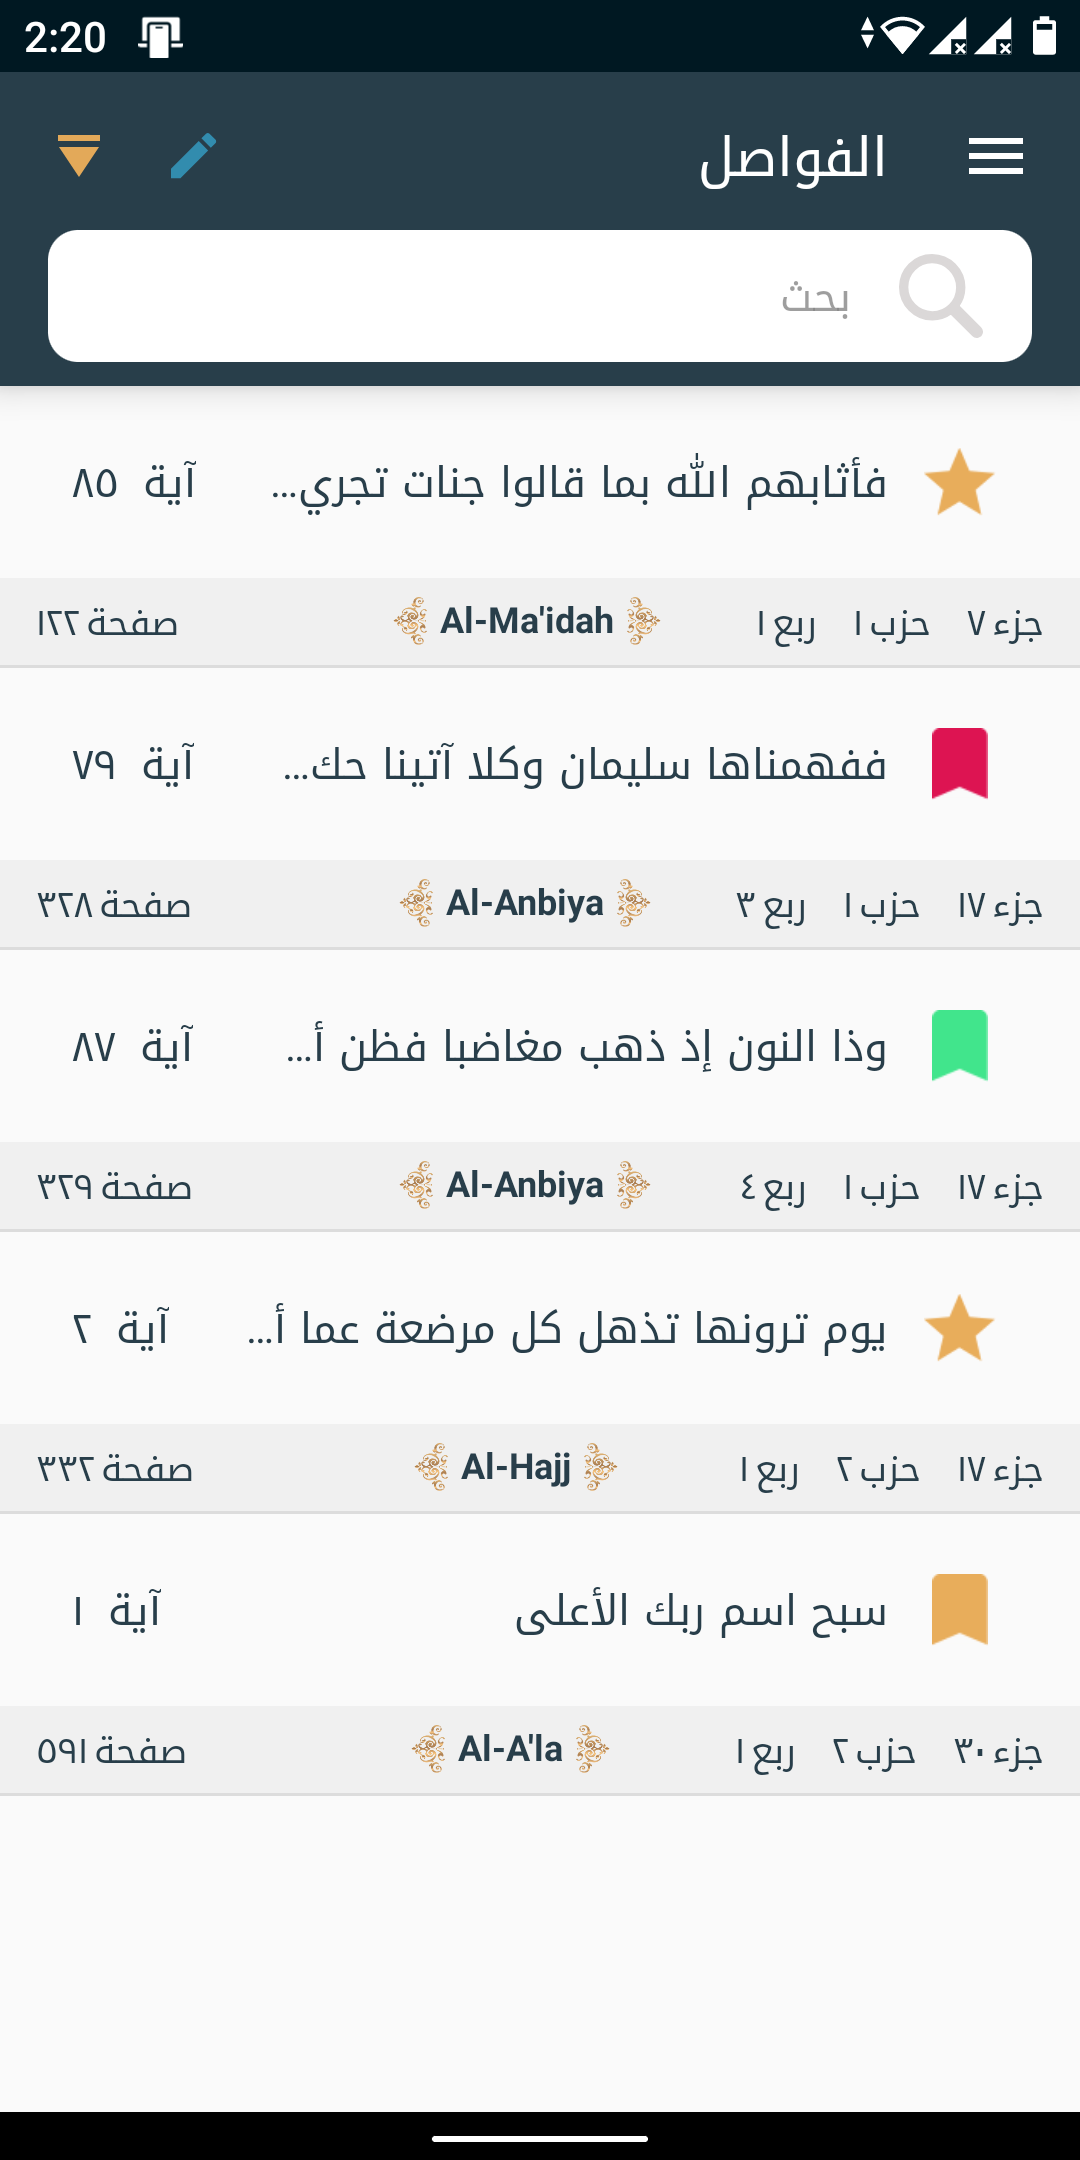 2:20
الفواصل
بحث
فأثابهم الله بما قالوا جنات تجري... آية ٨٥
جزء ٧ حزب ١ ربع ١ Al-Ma'idah صفحة ١٢٢
ففهمناها سليمان وكلا آتينا حك... آية ٧٩
جزء ١٧ حزب ١ ربع ٣ Al-Anbiya صفحة ٣٢٨
وذا النون إذ ذهب مغاضبا فظن أ... آية ٨٧
جزء ١٧ حزب ١ ربع ٤ Al-Anbiya صفحة ٣٢٩
يوم ترونها تذهل كل مرضعة عما أ... آية ٢
جزء ١٧ حزب ٢ ربع ١ Al-Hajj صفحة ٣٣٢
سبح اسم ربك الأعلى آية ١
جزء ٣٠ حزب ٢ ربع ١ Al-A'la صفحة ٥٩١